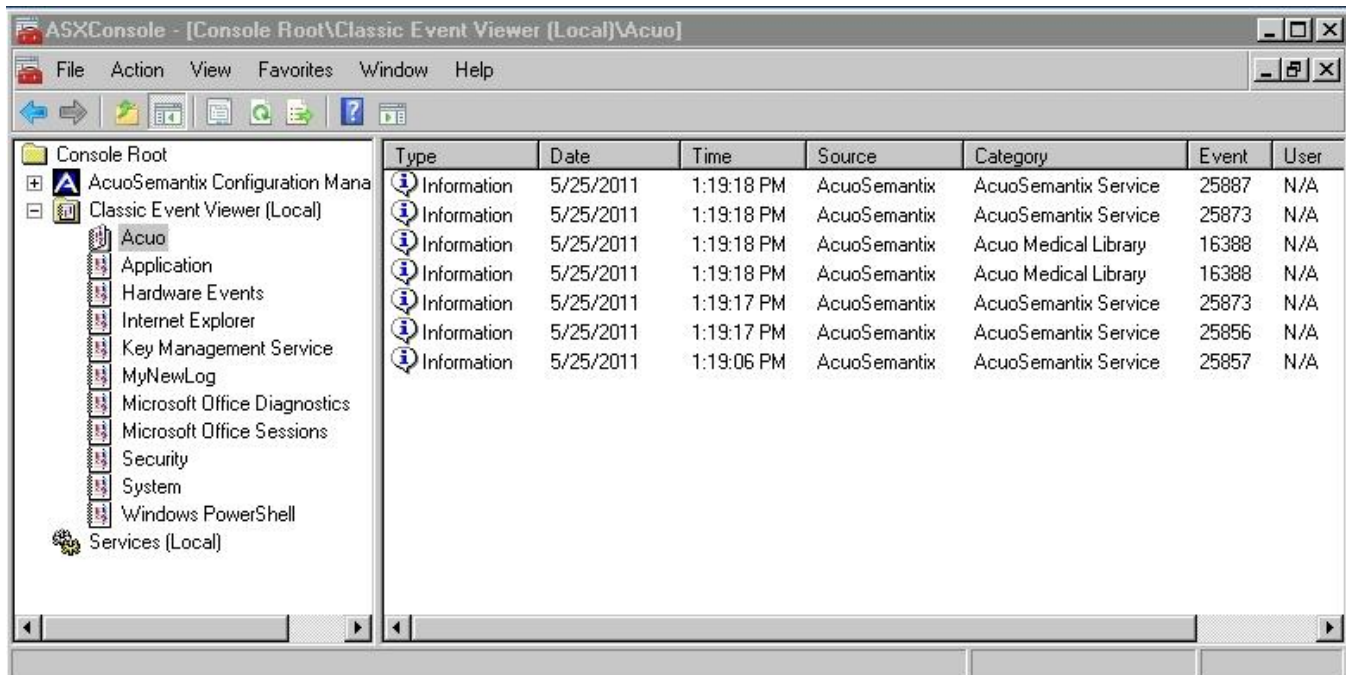 ASXConsole - [Console Root\Classic Event Viewer (Local)\Acuo]
File Action View Favorites Window Help
Console Root
AcuoSemantix Configuration Mana
Classic Event Viewer (Local)
Acuo
Application
Hardware Events
Internet Explorer
Key Management Service
MyNewLog
Microsoft Office Diagnostics
Microsoft Office Sessions
Security
System
Windows PowerShell
Services (Local)
Type Date Time Source Category Event User
Information 5/25/2011 1:19:18 PM AcuoSemantix AcuoSemantix Service 25887 N/A
Information 5/25/2011 1:19:18 PM AcuoSemantix AcuoSemantix Service 25873 N/A
Information 5/25/2011 1:19:18 PM AcuoSemantix Acuo Medical Library 16388 N/A
Information 5/25/2011 1:19:18 PM AcuoSemantix Acuo Medical Library 16388 N/A
Information 5/25/2011 1:19:17 PM AcuoSemantix AcuoSemantix Service 25873 N/A
Information 5/25/2011 1:19:17 PM AcuoSemantix AcuoSemantix Service 25856 N/A
Information 5/25/2011 1:19:06 PM AcuoSemantix AcuoSemantix Service 25857 N/A